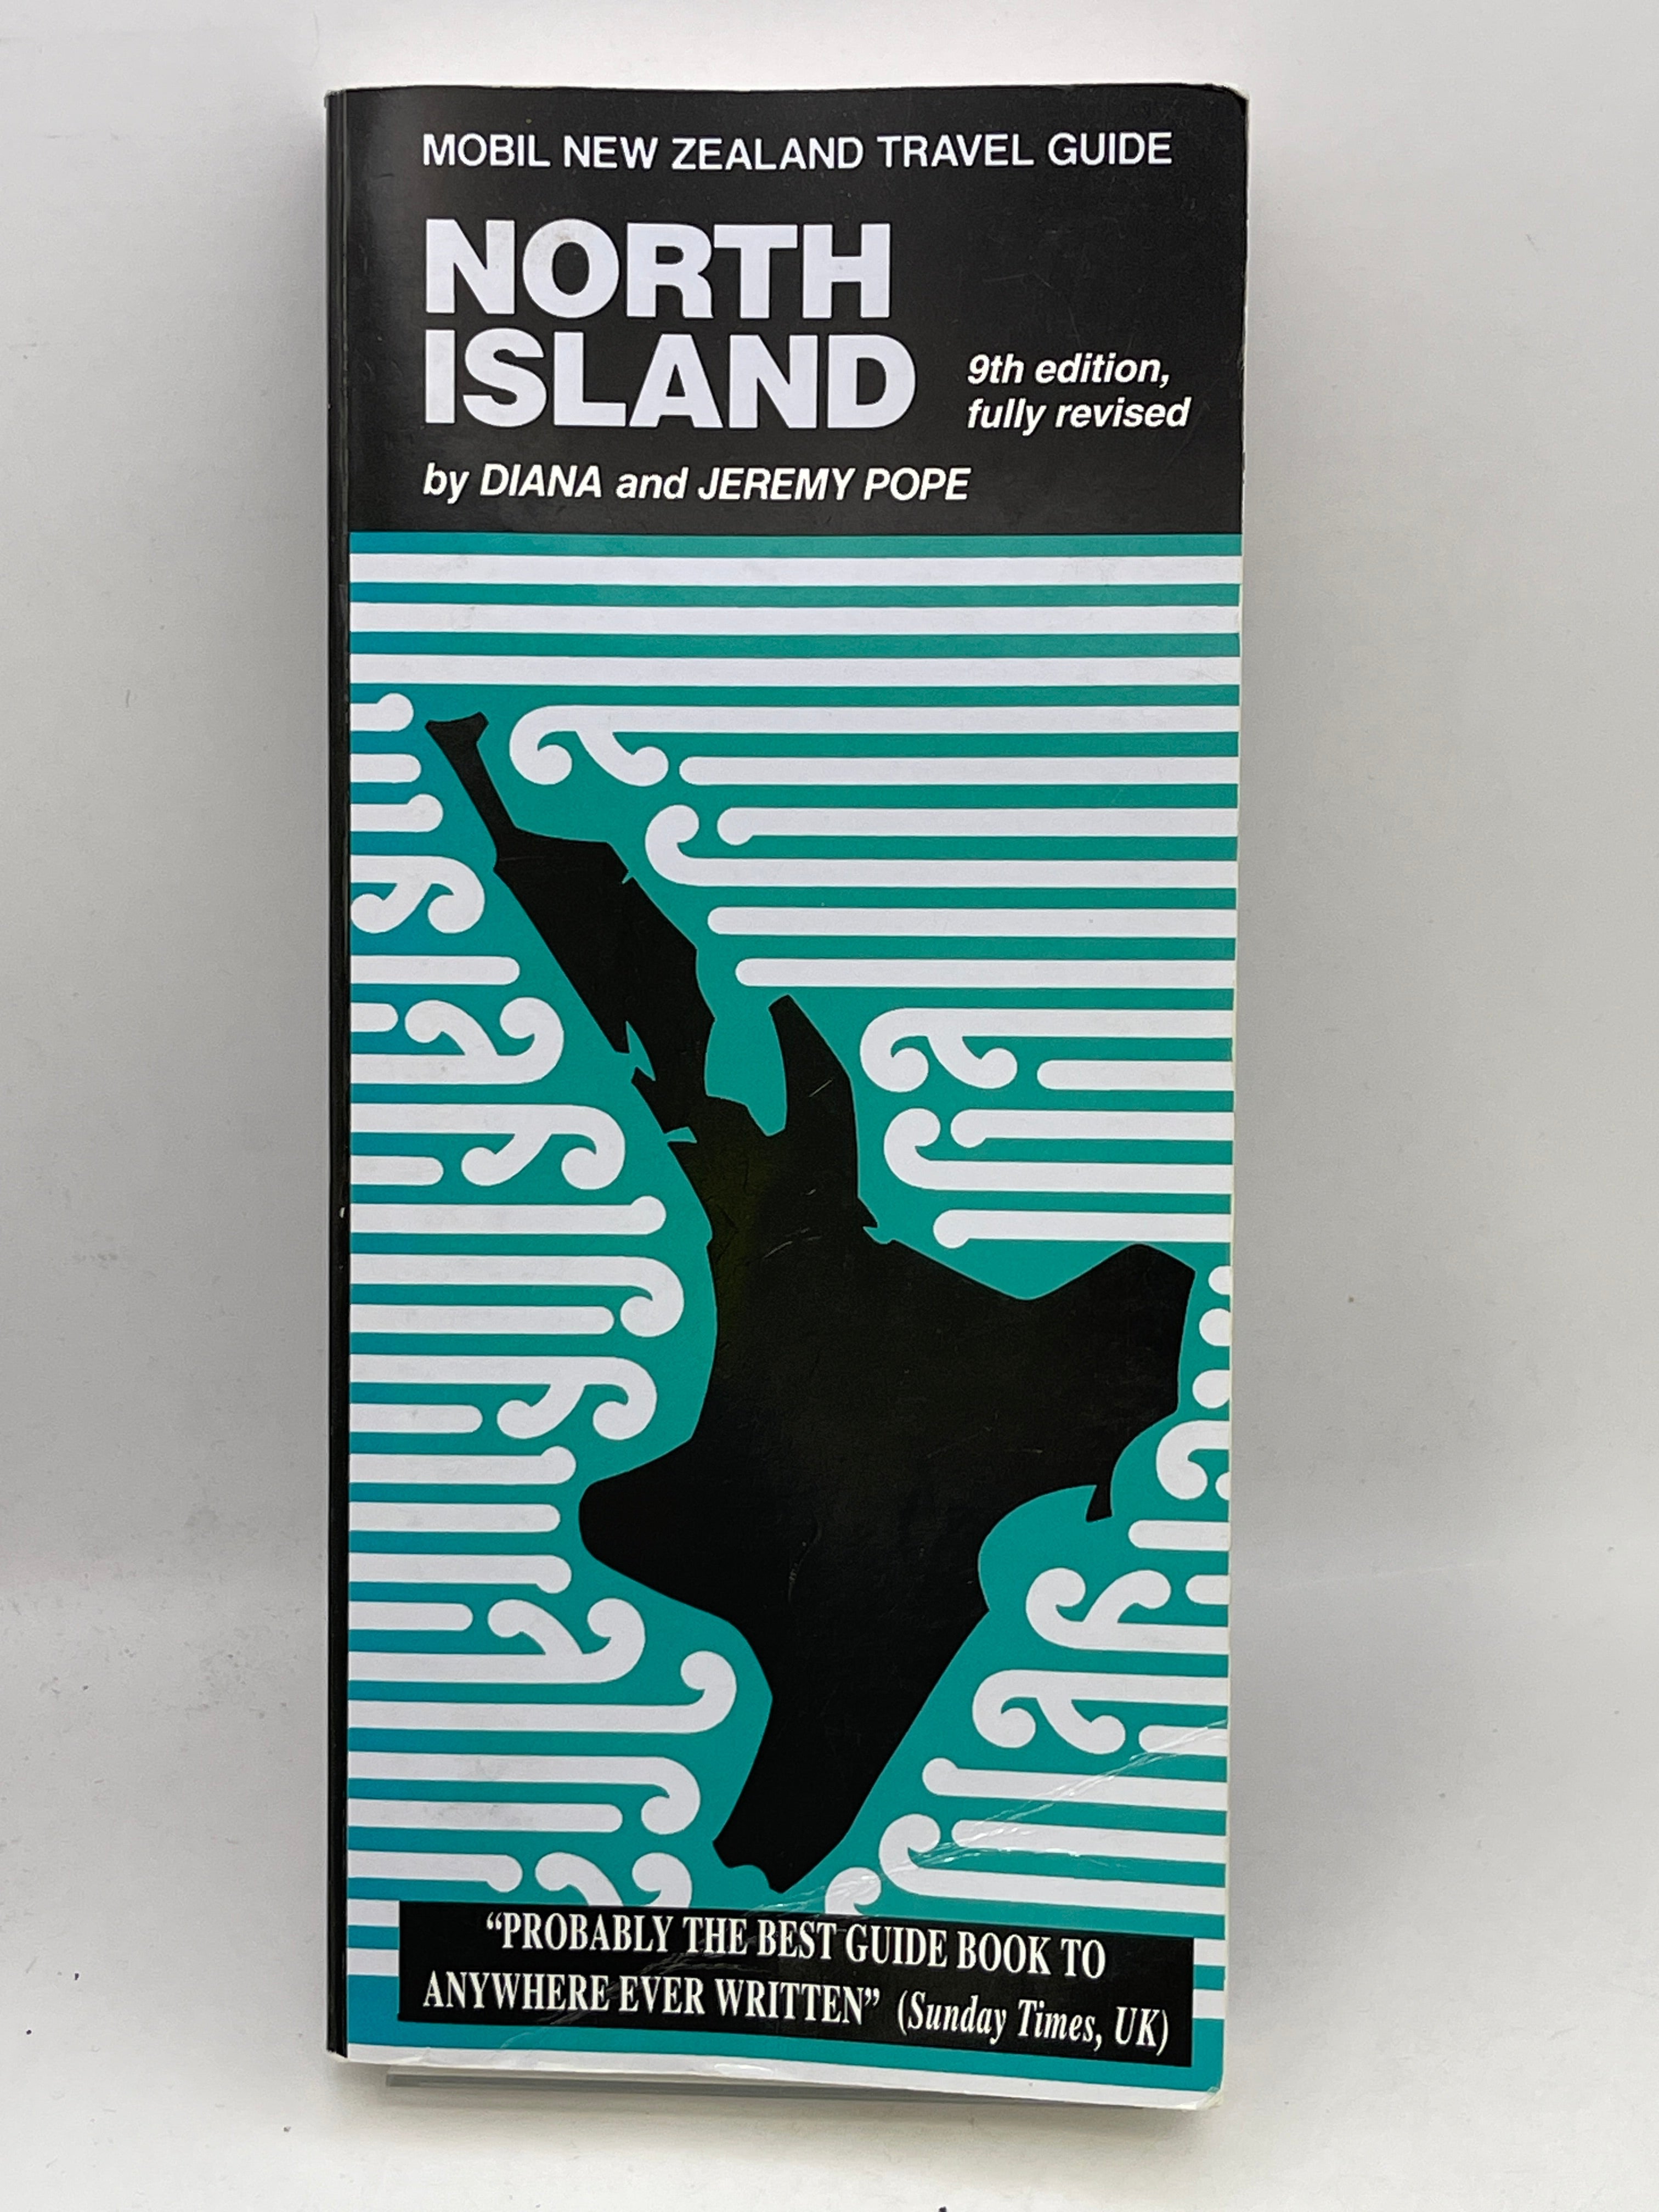 MOBIL NEW ZEALAND TRAVEL GUIDE
NORTH
ISLAND
9th edition,
fully revised
by DIANA and JEREMY POPE
“PROBABLY THE BEST GUIDE BOOK TO
ANYWHERE EVER WRITTEN” (Sunday Times, UK)